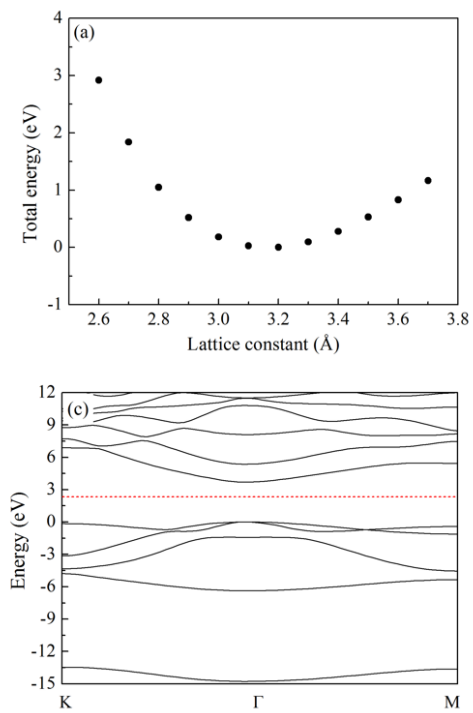 (a)
4
3
2
1
0
-1
Total energy (eV)
2.6 2.8 3.0 3.2 3.4 3.6 3.8
Lattice constant (Å)
(c)
12
9
6
3
0
-3
-6
-9
-12
-15
Energy (eV)
K Γ M